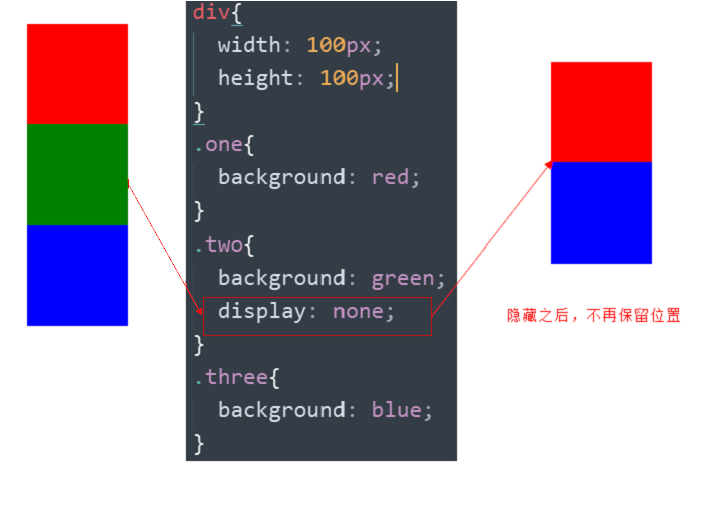 div{
width: 100px;
height: 100px;
}
.one{
background: red;
}
.two{
background: green;
display: none;
}
.three{
background: blue;
}
隐藏之后，不再保留位置